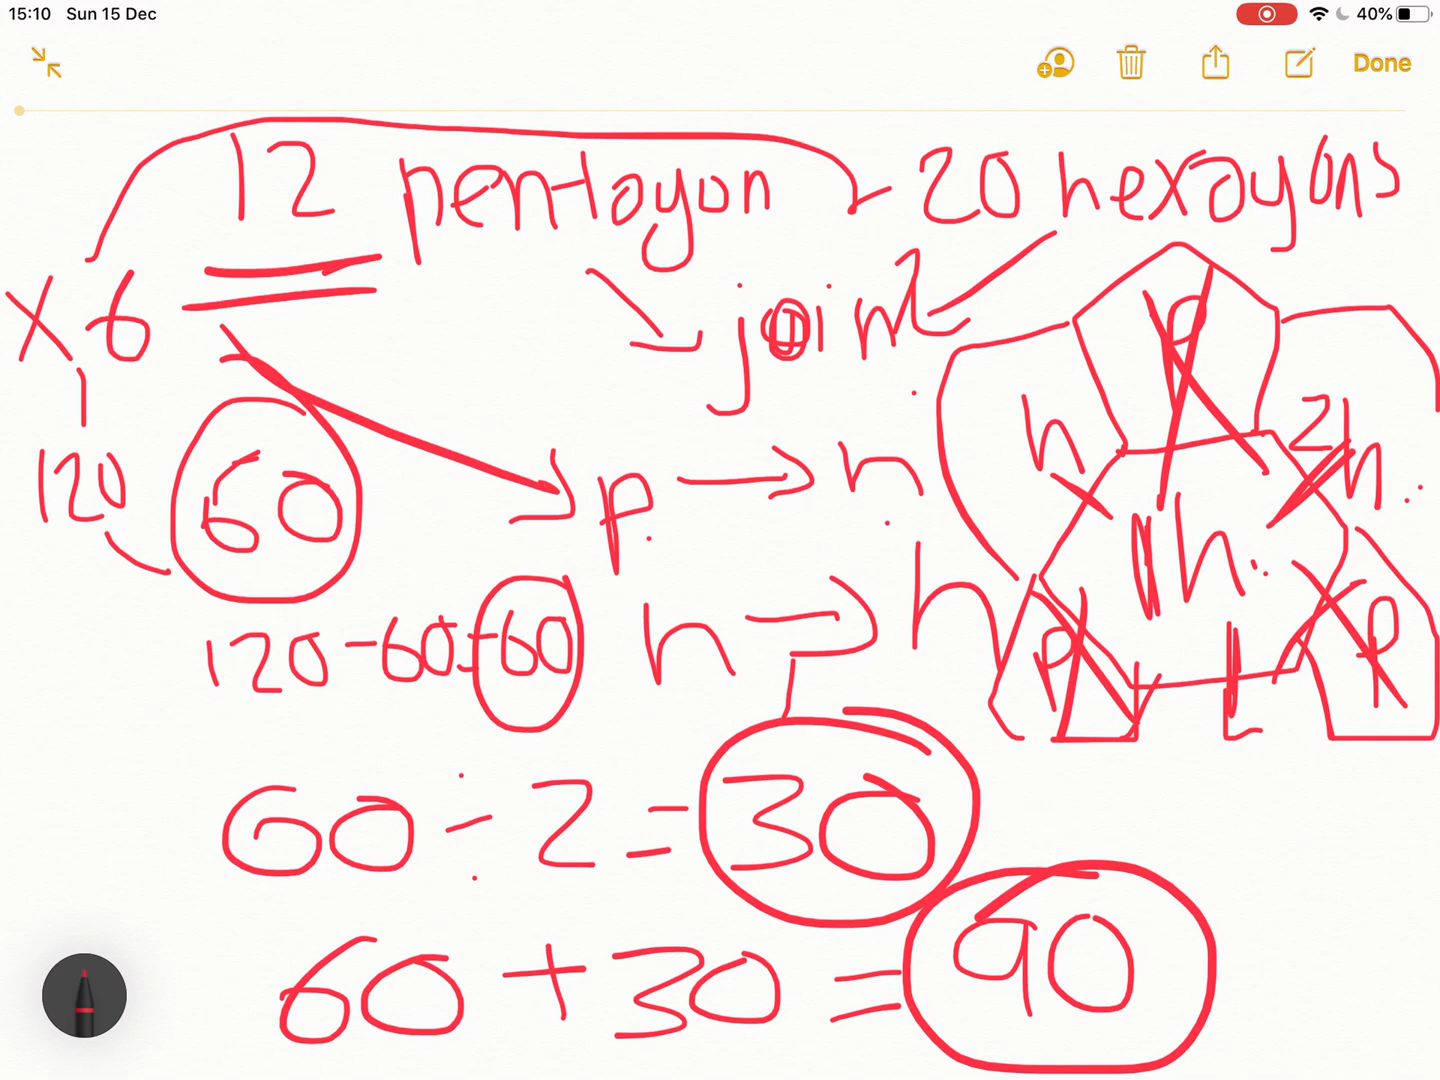 15:10 Sun 15 Dec 40%
Done
12 pentagon 20 hexagons
x 6 join
120 60 p → h
120 - 60 = 60 h → h
60 ÷ 2 = 30
60 + 30 = 90
p
h 2h
h
p p